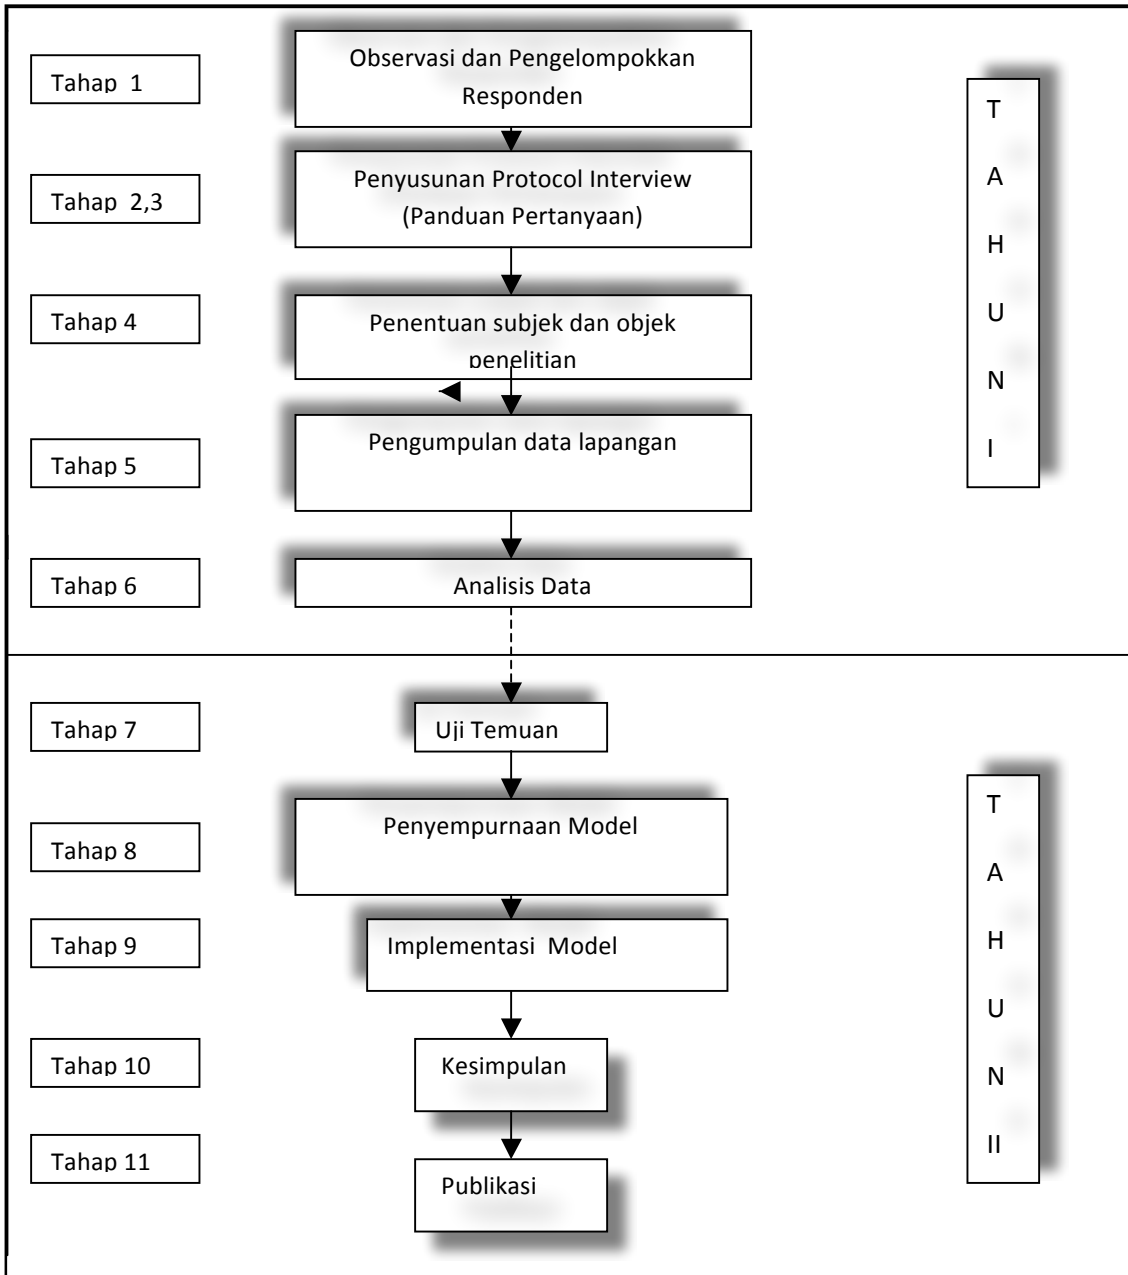 Tahap 1
Observasi dan Pengelompokkan
Responden
Tahap 2,3
Penyusunan Protocol Interview
(Panduan Pertanyaan)
Tahap 4
Penentuan subjek dan objek
penelitian
Tahap 5
Pengumpulan data lapangan
Tahap 6
Analisis Data
T
A
H
U
N
I
Tahap 7
Uji Temuan
Tahap 8
Penyempurnaan Model
Tahap 9
Implementasi Model
Tahap 10
Kesimpulan
Tahap 11
Publikasi
T
A
H
U
N
II